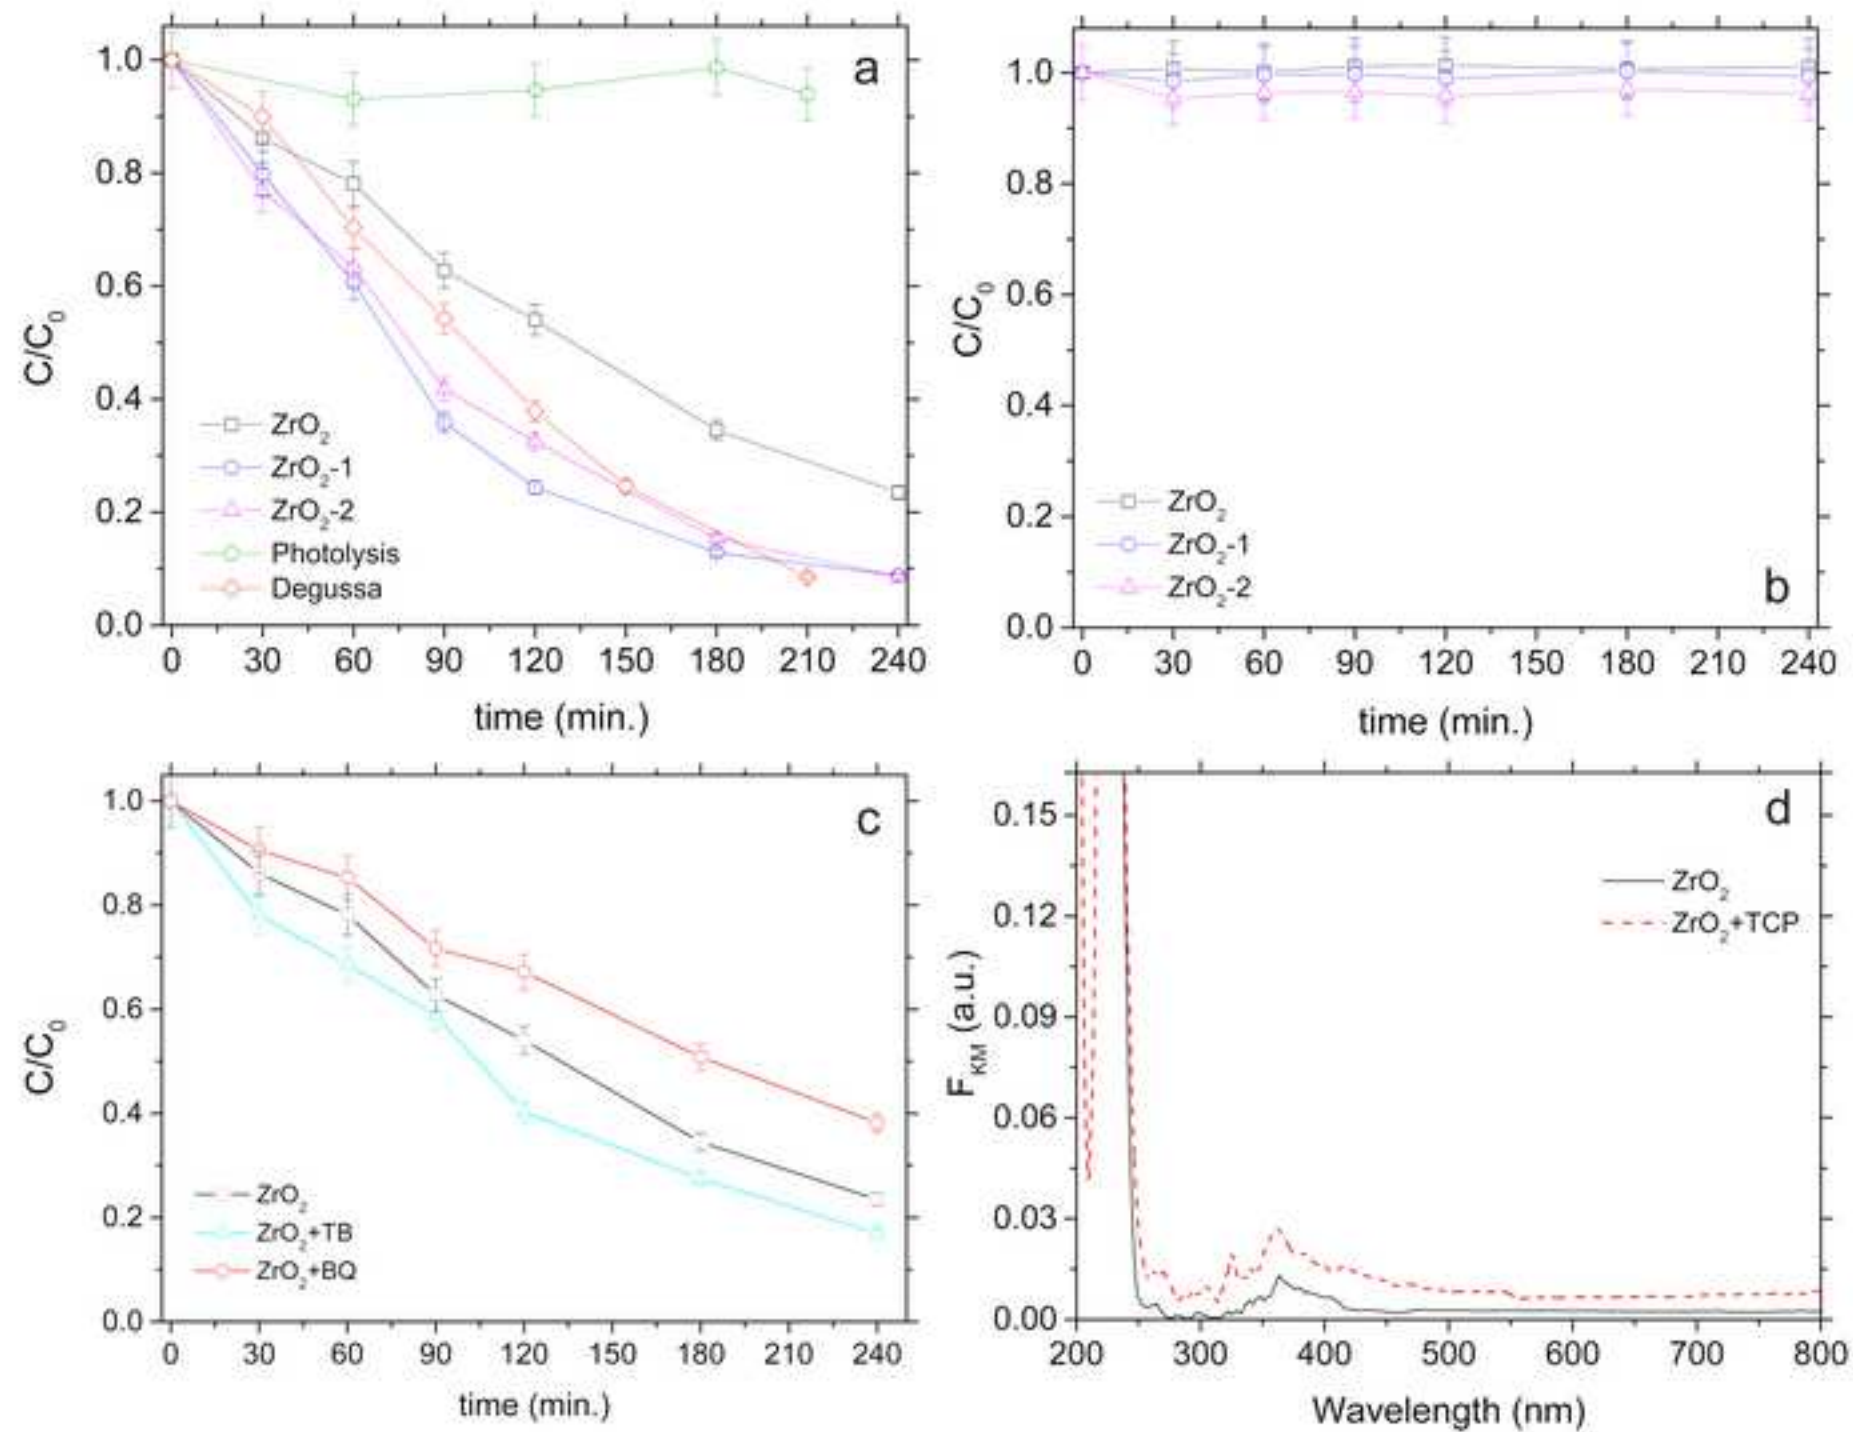 a
C/C₀
1.0
0.8
0.6
0.4
0.2
0.0
ZrO₂
ZrO₂-1
ZrO₂-2
Photolysis
Degussa
0 30 60 90 120 150 180 210 240
time (min.)
b
C/C₀
1.0
0.8
0.6
0.4
0.2
0.0
ZrO₂
ZrO₂-1
ZrO₂-2
0 30 60 90 120 150 180 210 240
time (min.)
c
C/C₀
1.0
0.8
0.6
0.4
0.2
0.0
ZrO₂
ZrO₂+TB
ZrO₂+BQ
0 30 60 90 120 150 180 210 240
time (min.)
d
F_KM (a.u.)
0.15
0.12
0.09
0.06
0.03
0.00
ZrO₂
ZrO₂+TCP
200 300 400 500 600 700 800
Wavelength (nm)